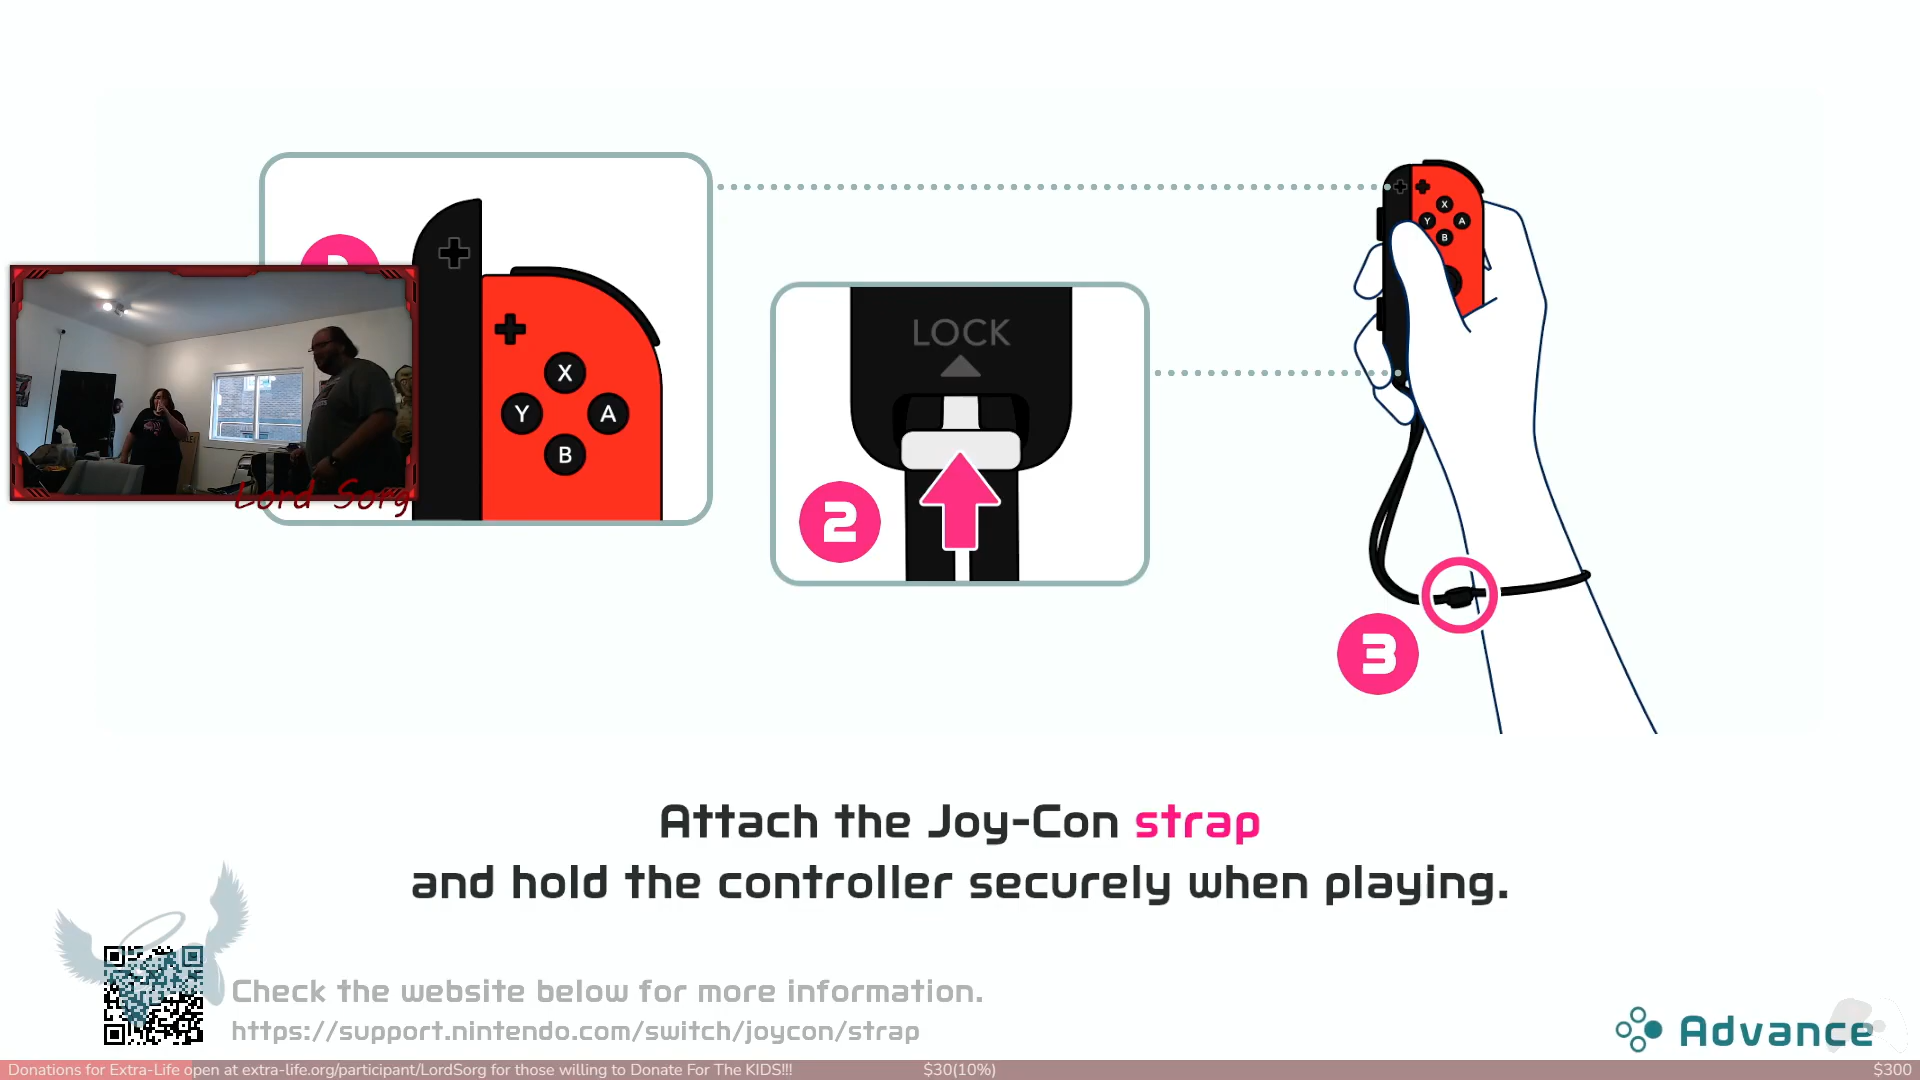 X
Y A
B
LOCK
2
X
Y A
B
3
Lord Sorg
Attach the Joy-Con strap
and hold the controller securely when playing.
Check the website below for more information.
https://support.nintendo.com/switch/joycon/strap
Advance
Donations for Extra-Life open at extra-life.org/participant/LordSorg for those willing to Donate For The KIDS!!! $30(10%) $300